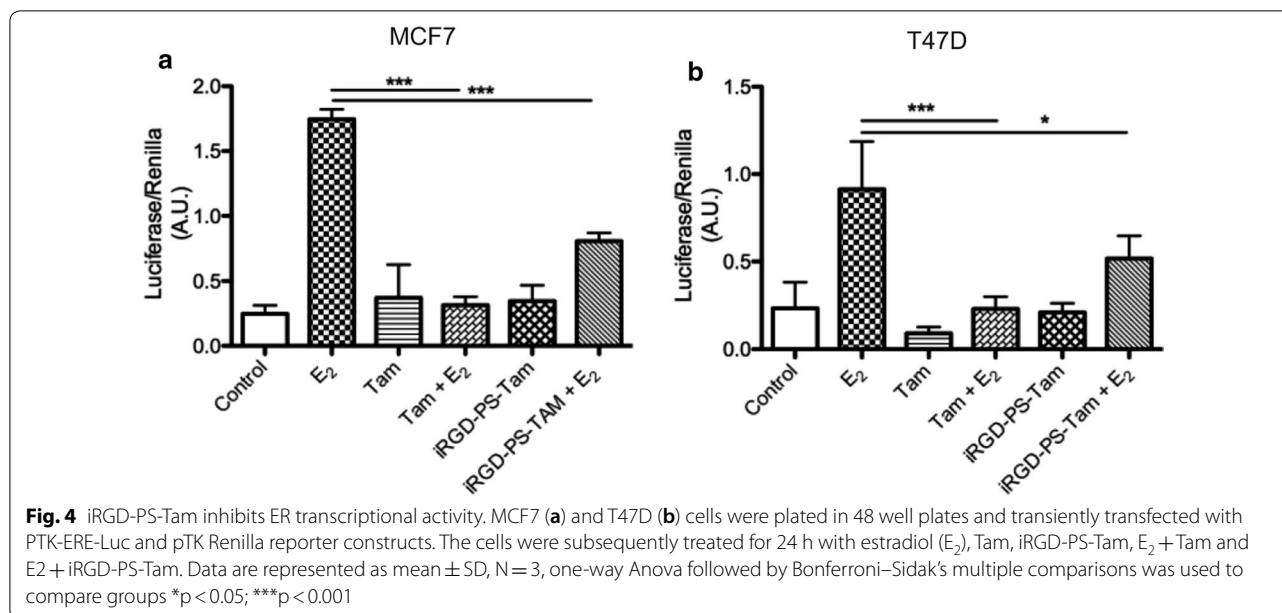 MCF7
a
***
***
Luciferase/Renilla
(A.U.)
2.0
1.5
1.0
0.5
0.0
Control
E₂
Tam
Tam + E₂
iRGD-PS-Tam
iRGD-PS-TAM + E₂
T47D
b
***
*
Luciferase/Renilla
(A.U.)
1.5
1.0
0.5
0.0
Control
E₂
Tam
Tam + E₂
iRGD-PS-Tam
iRGD-PS-Tam + E₂
Fig. 4 iRGD-PS-Tam inhibits ER transcriptional activity. MCF7 (a) and T47D (b) cells were plated in 48 well plates and transiently transfected with
PTK-ERE-Luc and pTK Renilla reporter constructs. The cells were subsequently treated for 24 h with estradiol (E₂), Tam, iRGD-PS-Tam, E₂ + Tam and
E2 + iRGD-PS-Tam. Data are represented as mean ± SD, N = 3, one-way Anova followed by Bonferroni–Sidak's multiple comparisons was used to
compare groups *p < 0.05; ***p < 0.001